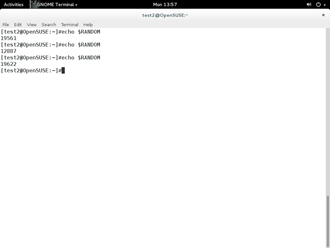 Activities GNOME Terminal Mon 13:57
test2@OpenSUSE:~
File Edit View Search Terminal Help
[test2@OpenSUSE:~]#echo $RANDOM
19561
[test2@OpenSUSE:~]#echo $RANDOM
12887
[test2@OpenSUSE:~]#echo $RANDOM
19622
[test2@OpenSUSE:~]#